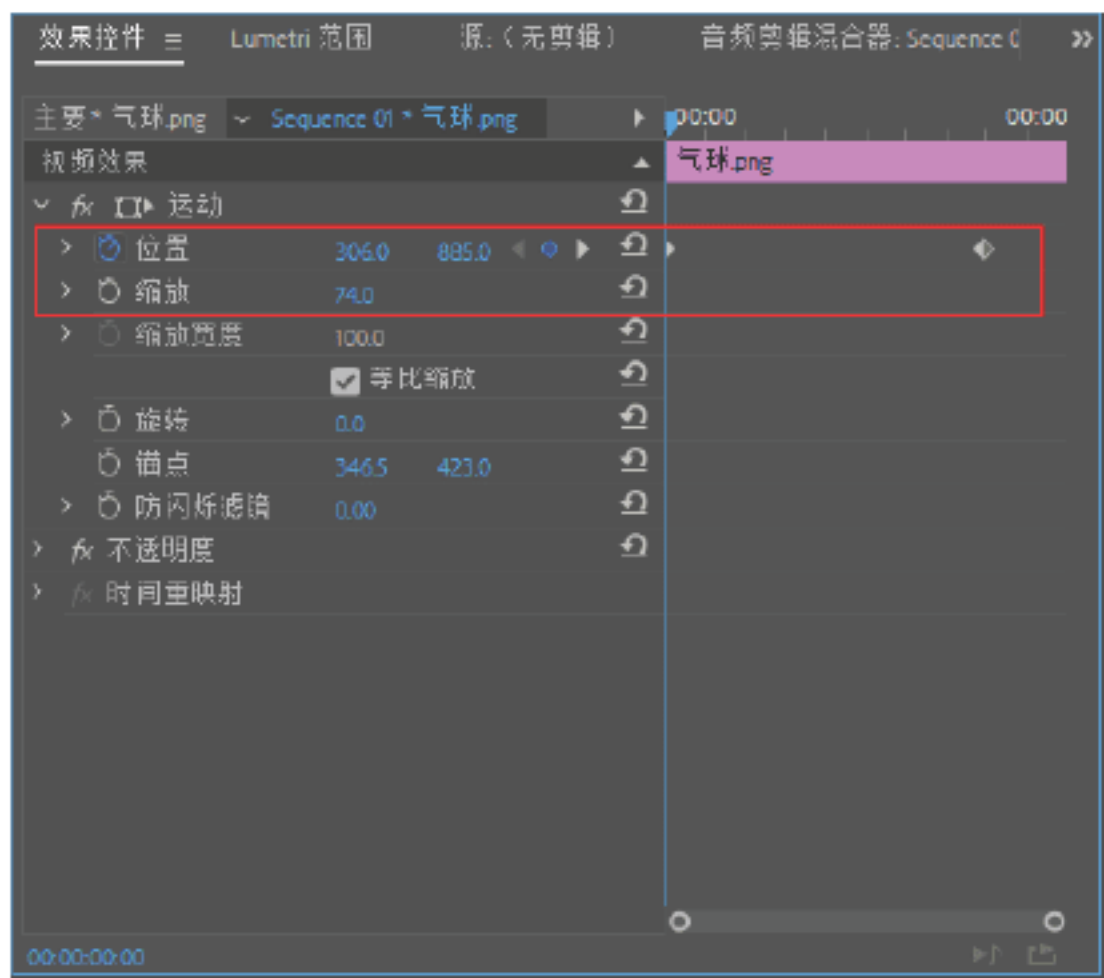 效果控件 Lumetri 范围 源:（无剪辑） 音频剪辑混合器: Sequence 0
主要* 气球.png Sequence 01 * 气球.png 00:00 00:00
视频效果 气球.png
fx 运动
位置 306.0 885.0
缩放 74.0
缩放宽度 100.0
等比缩放
旋转 0.0
锚点 346.5 423.0
防闪烁滤镜 0.00
fx 不透明度
fx 时间重映射
00:00:00:00